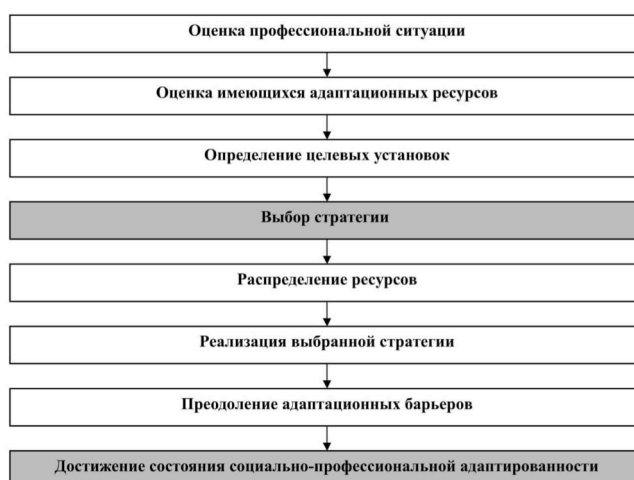 Оценка профессиональной ситуации
Оценка имеющихся адаптационных ресурсов
Определение целевых установок
Выбор стратегии
Распределение ресурсов
Реализация выбранной стратегии
Преодоление адаптационных барьеров
Достижение состояния социально-профессиональной адаптированности